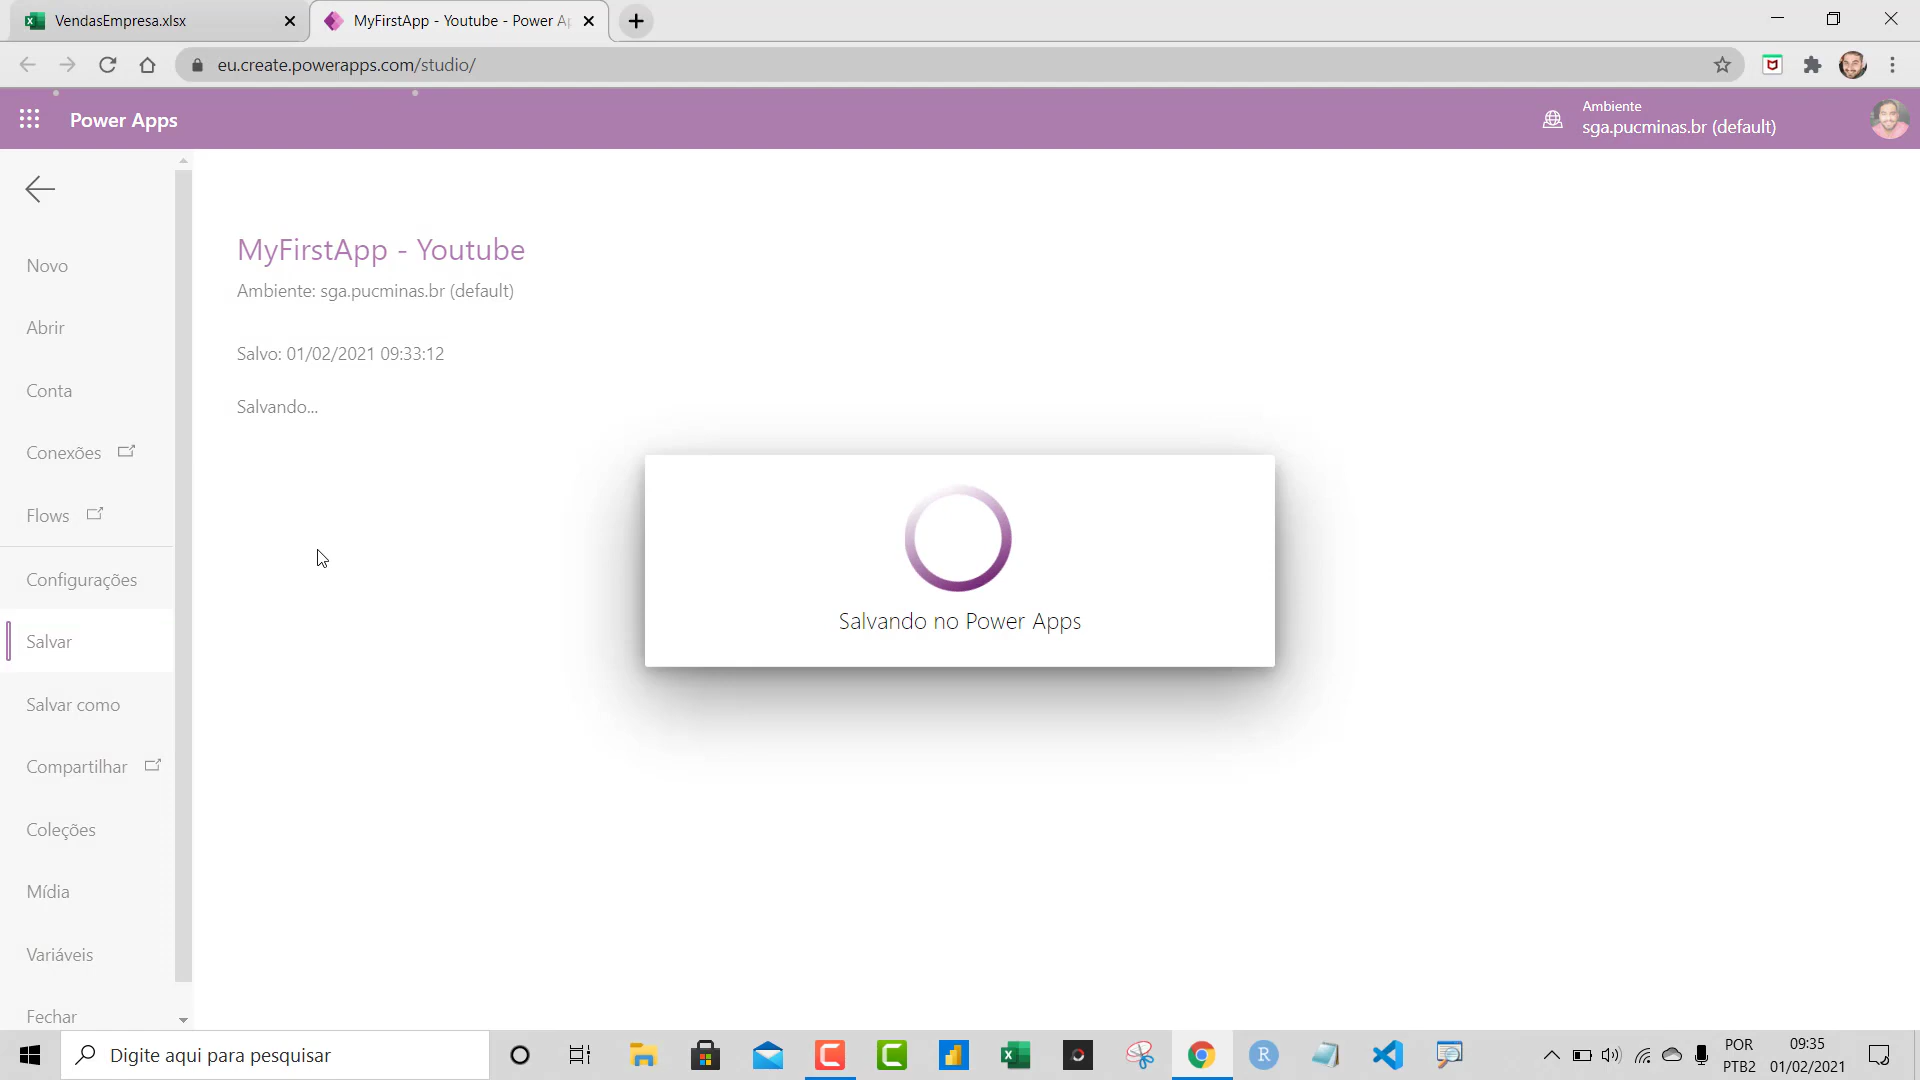 VendasEmpresa.xlsx
MyFirstApp - Youtube - Power Ap
eu.create.powerapps.com/studio/
Power Apps
Ambiente
sga.pucminas.br (default)
Novo
Abrir
Conta
Conexões
Flows
Configurações
Salvar
Salvar como
Compartilhar
Coleções
Mídia
Variáveis
Fechar
MyFirstApp - Youtube
Ambiente: sga.pucminas.br (default)
Salvo: 01/02/2021 09:33:12
Salvando...
Salvando no Power Apps
Digite aqui para pesquisar
POR
PTB2
09:35
01/02/2021